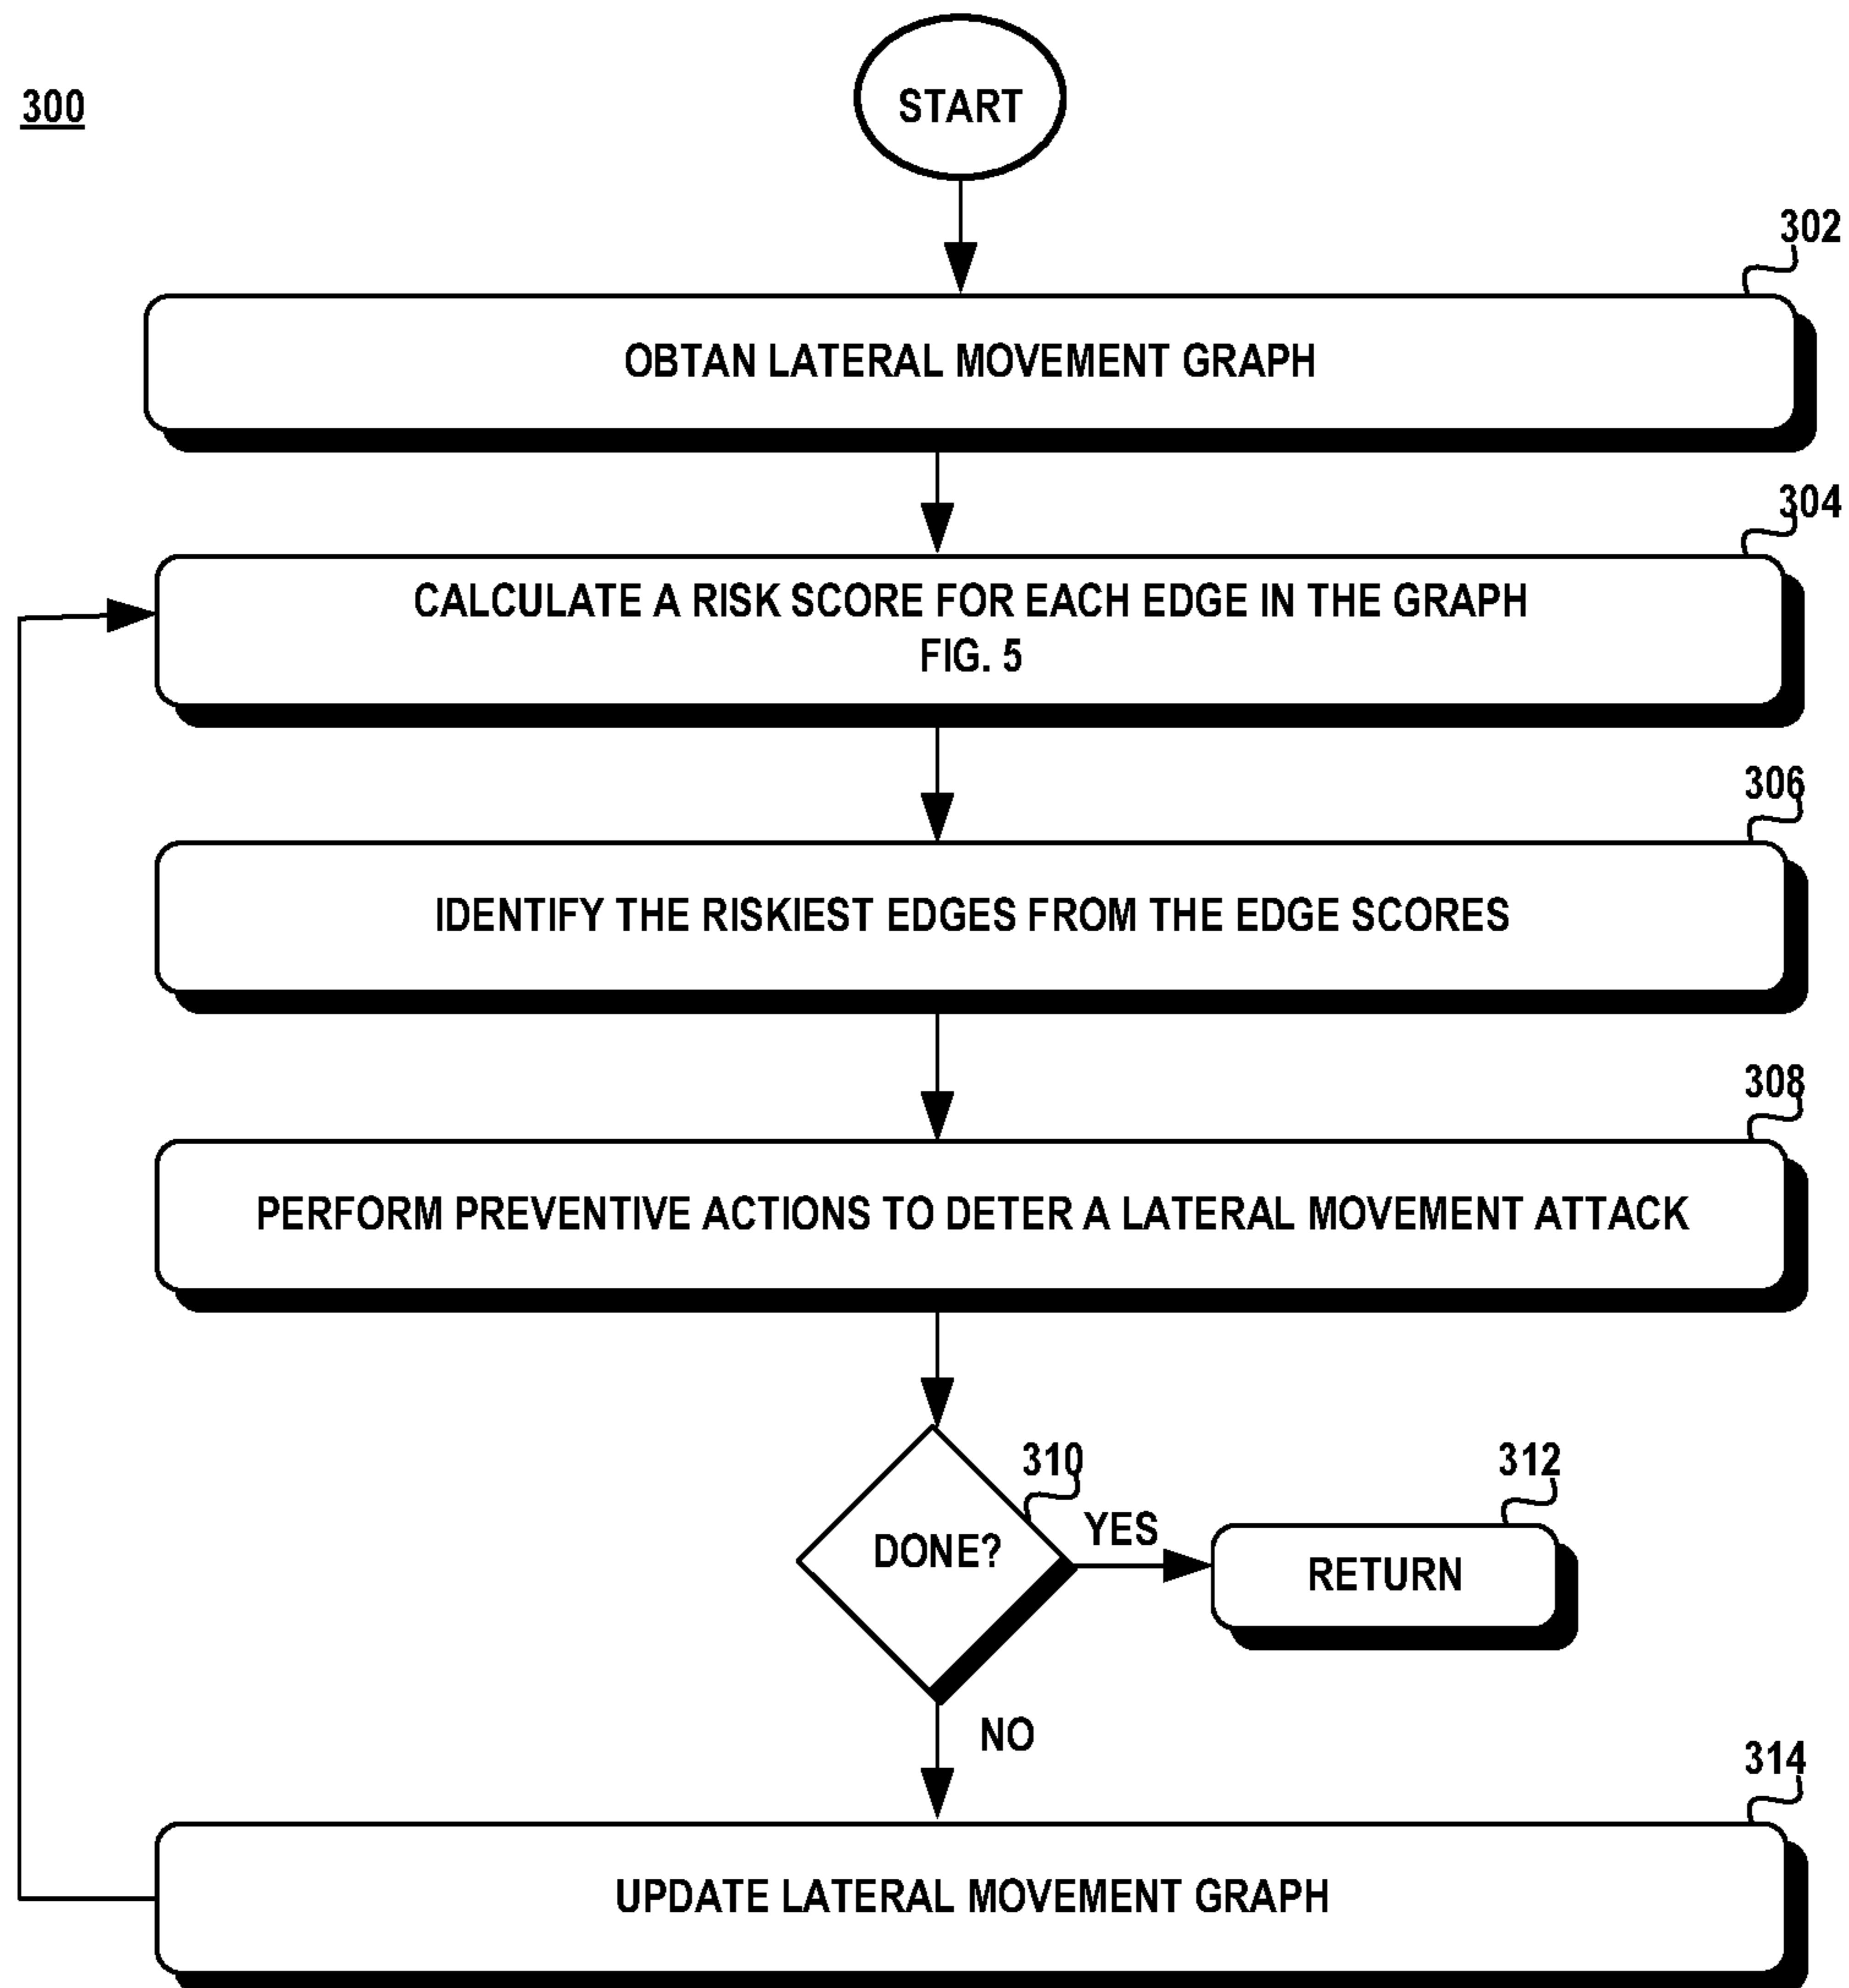 300
START
302
OBTAN LATERAL MOVEMENT GRAPH
304
CALCULATE A RISK SCORE FOR EACH EDGE IN THE GRAPH
FIG. 5
306
IDENTIFY THE RISKIEST EDGES FROM THE EDGE SCORES
308
PERFORM PREVENTIVE ACTIONS TO DETER A LATERAL MOVEMENT ATTACK
310
DONE?
YES
312
RETURN
NO
314
UPDATE LATERAL MOVEMENT GRAPH